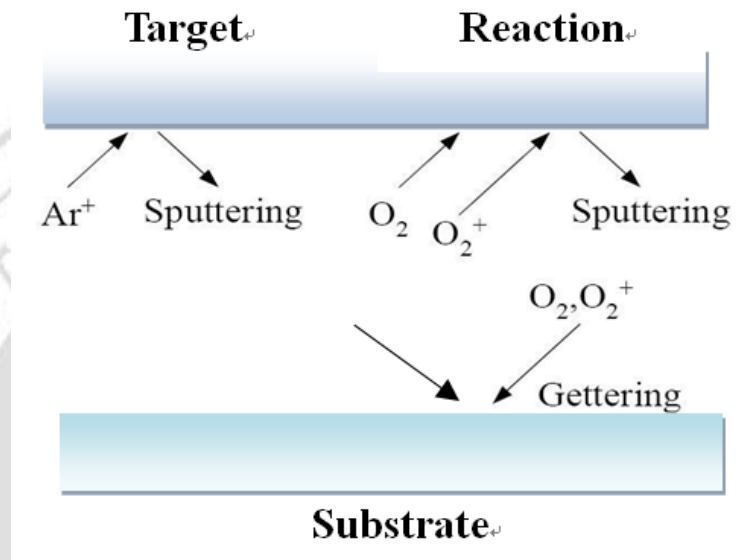 Target↵ Reaction↵
Ar⁺ Sputtering O₂ O₂⁺ Sputtering
O₂,O₂⁺
Gettering
Substrate↵